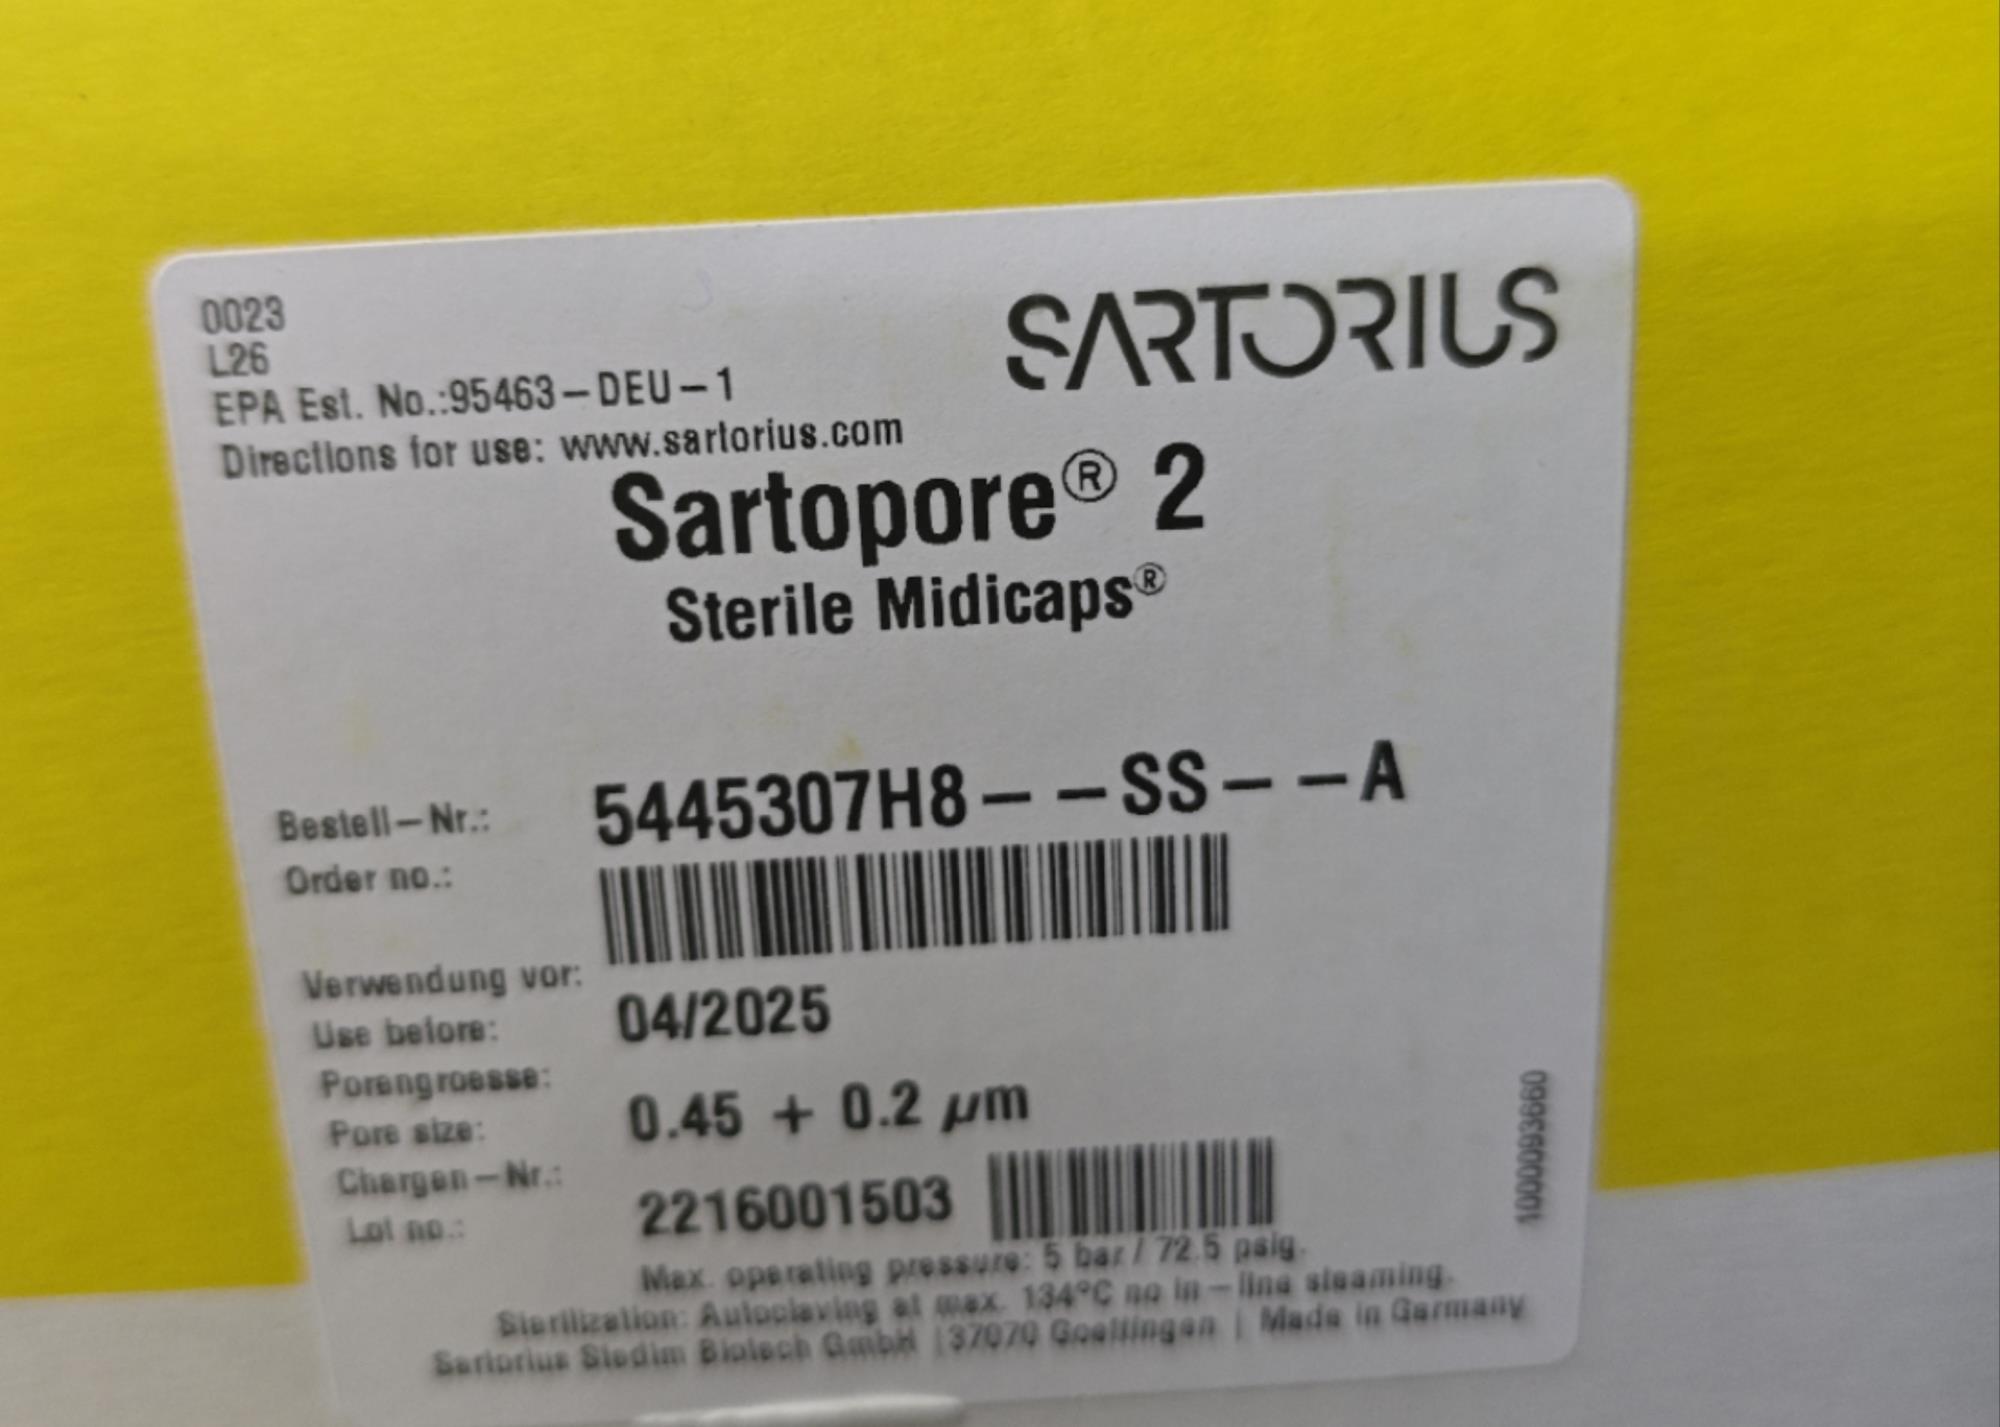 0023
L26
EPA Est. No.:95463-DEU-1
Directions for use: www.sartorius.com
SARTORIUS
Sartopore® 2
Sterile Midicaps®
Bestell-Nr.: 5445307H8--SS--A
Order no.:
Verwendung vor:
Use before: 04/2025
Porengroesse:
Pore size: 0.45 + 0.2 µm
Chargen-Nr.:
Lot no.: 2216001503
1000093660
Max. operating pressure: 5 bar / 72.5 psig.
Sterilization: Autoclaving at max. 134°C no in-line steaming.
Sartorius Stedim Biotech GmbH | 37070 Goettingen | Made in Germany